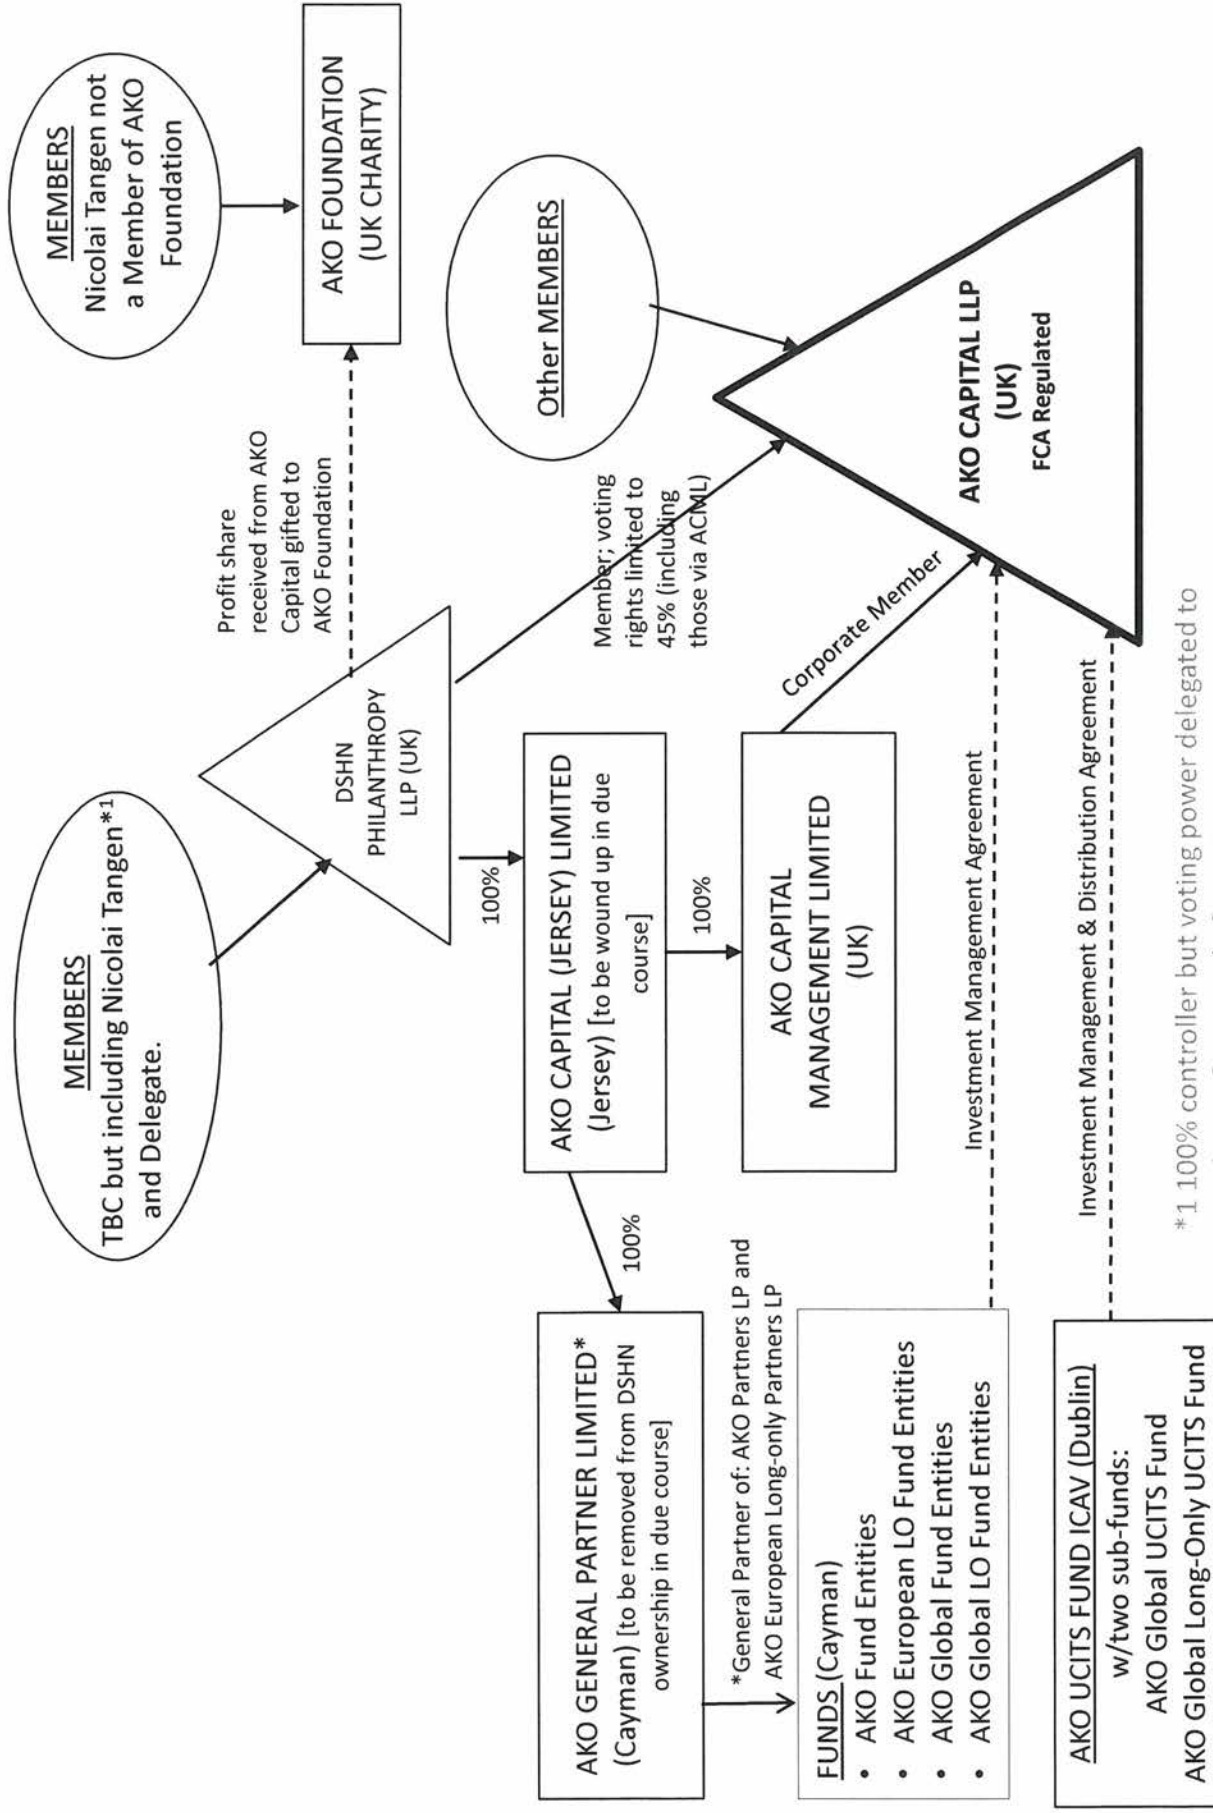 MEMBERS
TBC but including Nicolai Tangen*1
and Delegate.
MEMBERS
Nicolai Tangen not
a Member of AKO
Foundation
DSHN
PHILANTHROPY
LLP (UK)
Profit share
received from AKO
Capital gifted to
AKO Foundation
AKO FOUNDATION
(UK CHARITY)
100%
AKO CAPITAL (JERSEY) LIMITED
(Jersey) [to be wound up in due
course]
Member; voting
rights limited to
45% (including
those via ACML)
Other MEMBERS
100%
100%
AKO GENERAL PARTNER LIMITED*
(Cayman) [to be removed from DSHN
ownership in due course]
AKO CAPITAL
MANAGEMENT LIMITED
(UK)
Corporate Member
*General Partner of: AKO Partners LP and
AKO European Long-only Partners LP
AKO CAPITAL LLP
(UK)
FCA Regulated
FUNDS (Cayman)
• AKO Fund Entities
• AKO European LO Fund Entities
• AKO Global Fund Entities
• AKO Global LO Fund Entities
Investment Management Agreement
AKO UCITS FUND ICAV (Dublin)
w/two sub-funds:
AKO Global UCITS Fund
AKO Global Long-Only UCITS Fund
Investment Management & Distribution Agreement
*1 100% controller but voting power delegated to